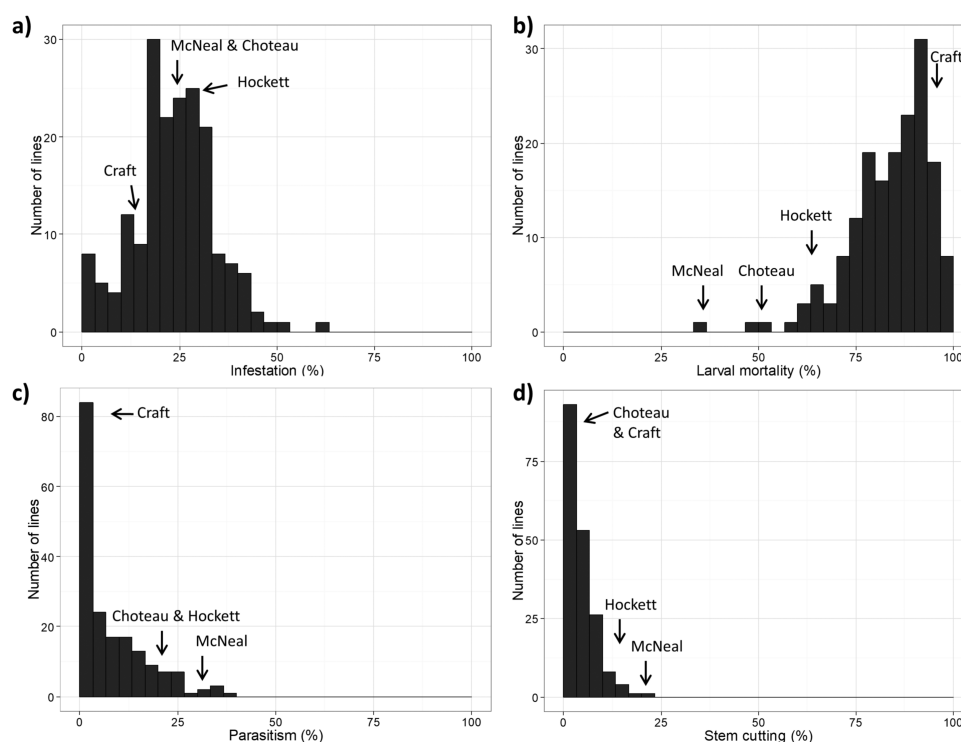 a)
30
20
10
0
Number of lines
McNeal & Choteau
Hockett
Craft
0 25 50 75 100
Infestation (%)
b)
30
20
10
0
Number of lines
Craft
Hockett
McNeal Choteau
0 25 50 75 100
Larval mortality (%)
c)
80
60
40
20
0
Number of lines
Craft
Choteau & Hockett
McNeal
0 25 50 75 100
Parasitism (%)
d)
75
50
25
0
Number of lines
Choteau
& Craft
Hockett
McNeal
0 25 50 75 100
Stem cutting (%)